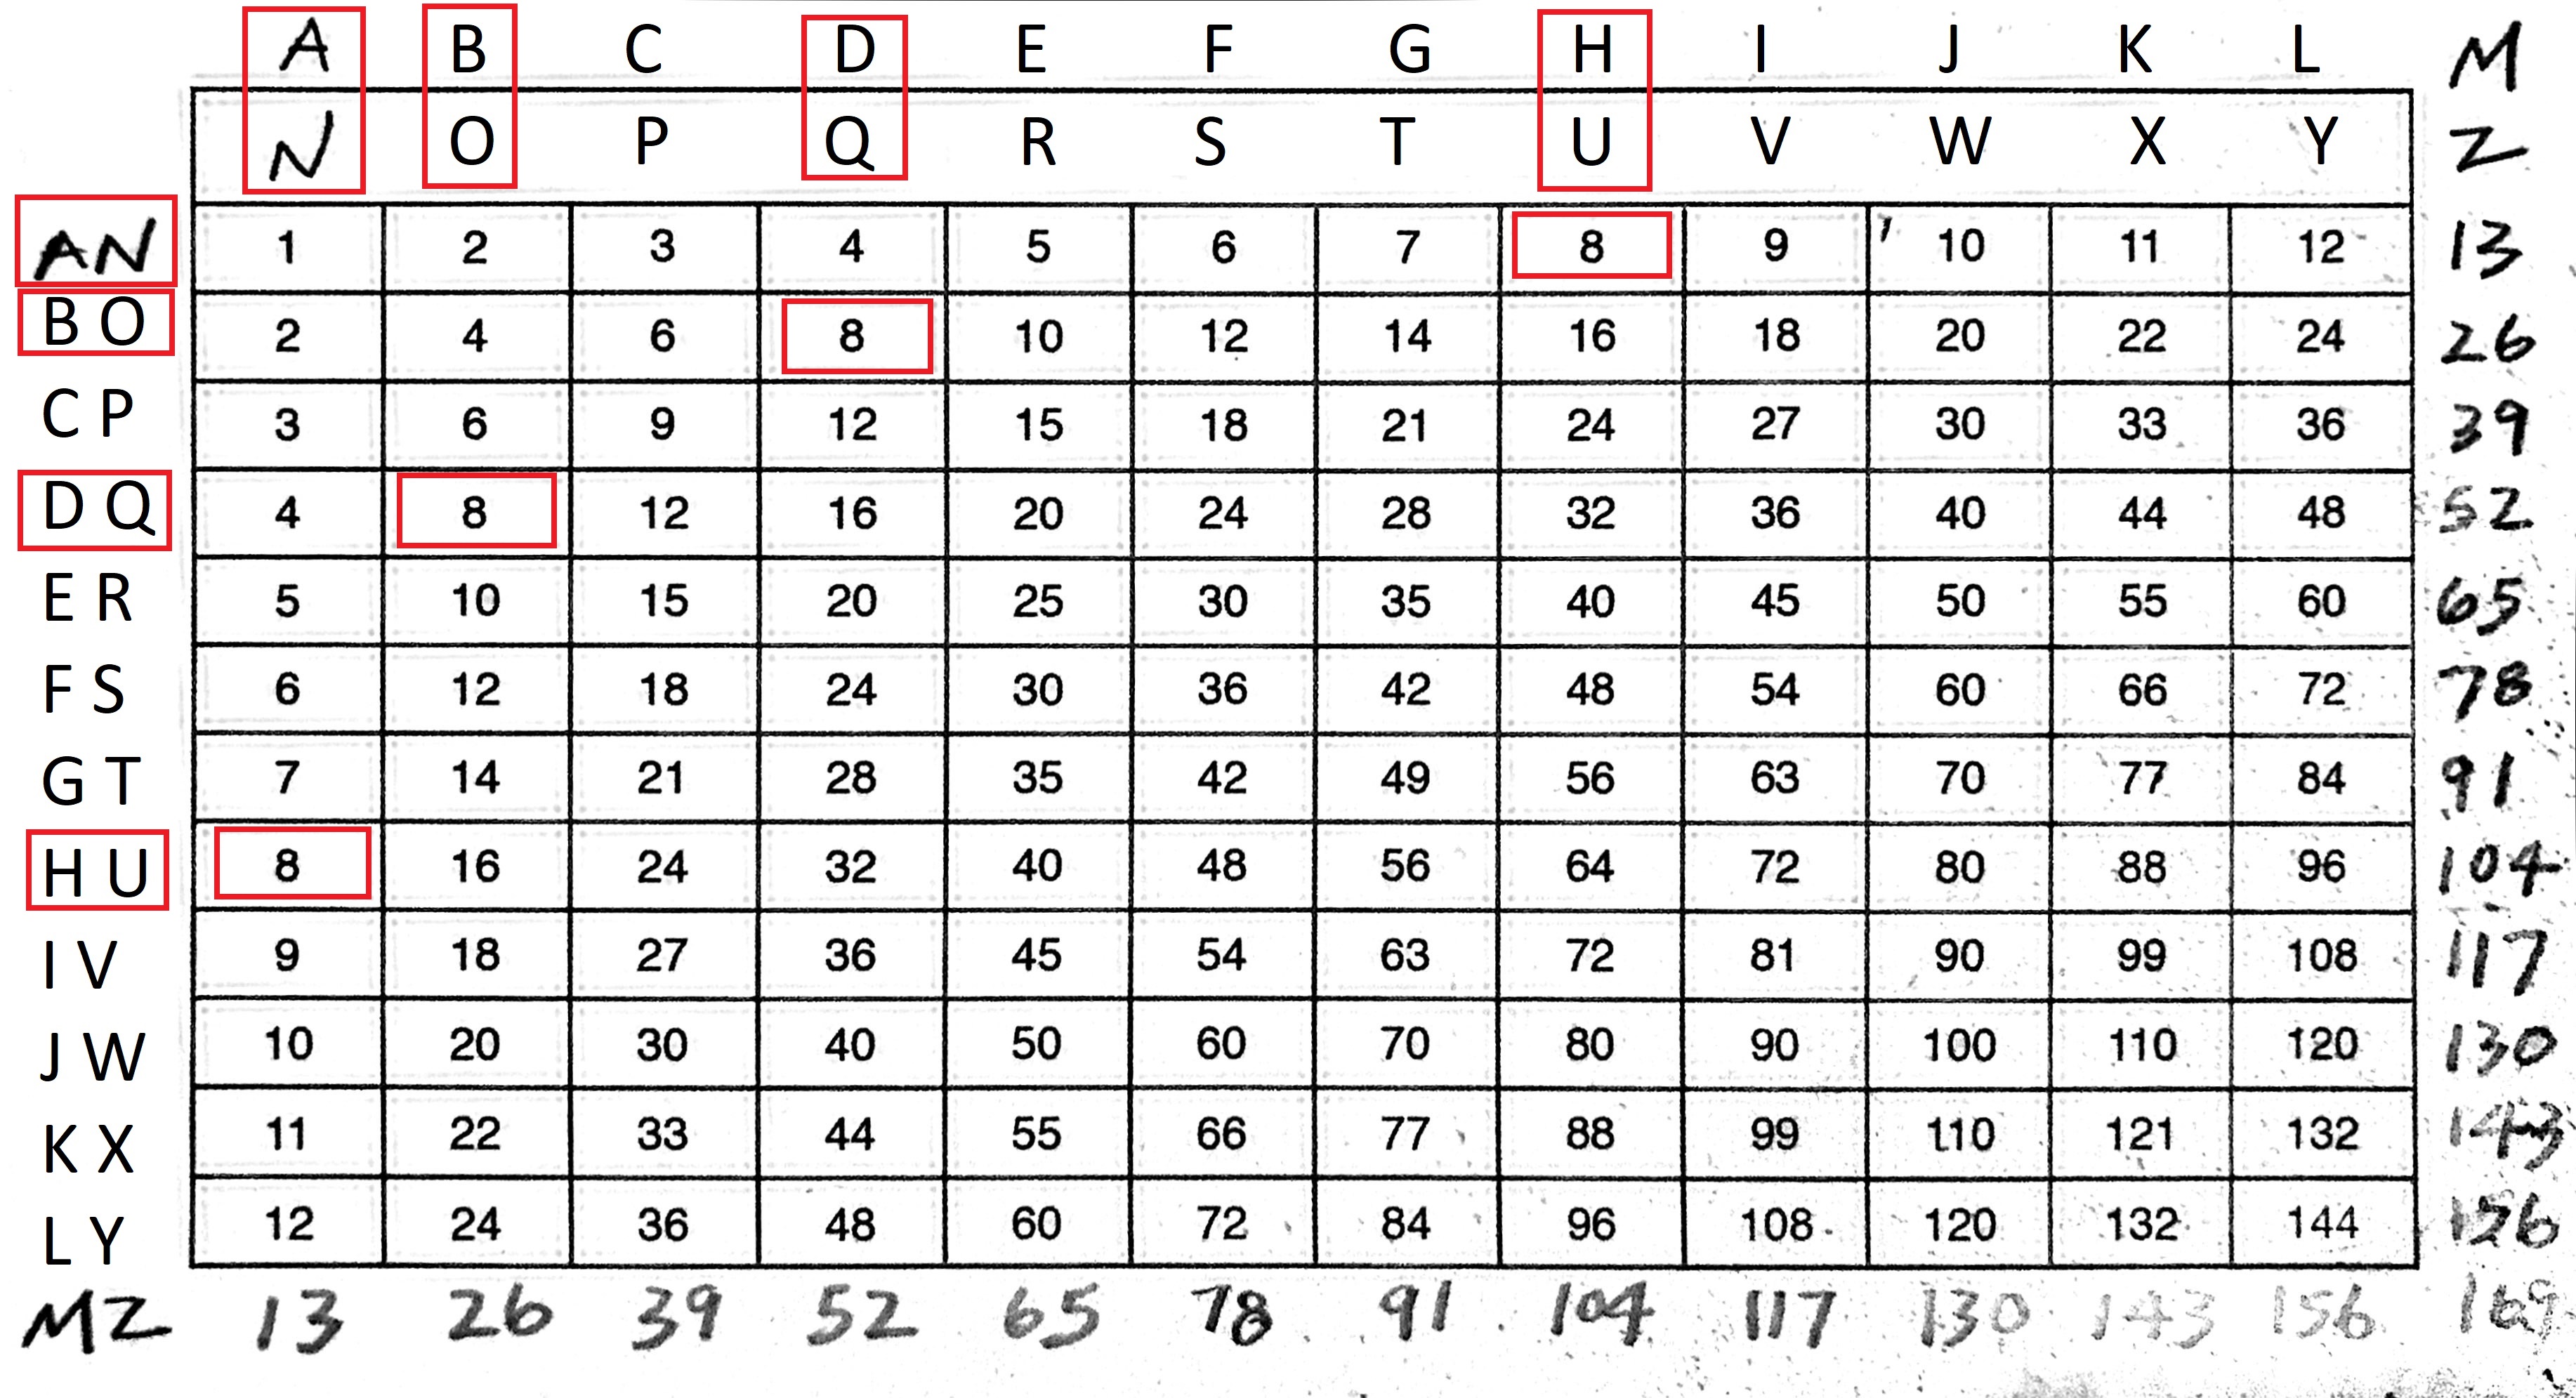 A B C D E F G H I J K L M
N O P Q R S T U V W X Y Z
AN 1 2 3 4 5 6 7 8 9 10 11 12 13
B O 2 4 6 8 10 12 14 16 18 20 22 24 26
C P 3 6 9 12 15 18 21 24 27 30 33 36 39
D Q 4 8 12 16 20 24 28 32 36 40 44 48 52
E R 5 10 15 20 25 30 35 40 45 50 55 60 65
F S 6 12 18 24 30 36 42 48 54 60 66 72 78
G T 7 14 21 28 35 42 49 56 63 70 77 84 91
H U 8 16 24 32 40 48 56 64 72 80 88 96 104
I V 9 18 27 36 45 54 63 72 81 90 99 108 117
J W 10 20 30 40 50 60 70 80 90 100 110 120 130
K X 11 22 33 44 55 66 77 88 99 110 121 132 143
L Y 12 24 36 48 60 72 84 96 108 120 132 144 156
MZ 13 26 39 52 65 78 91 104 117 130 143 156 169